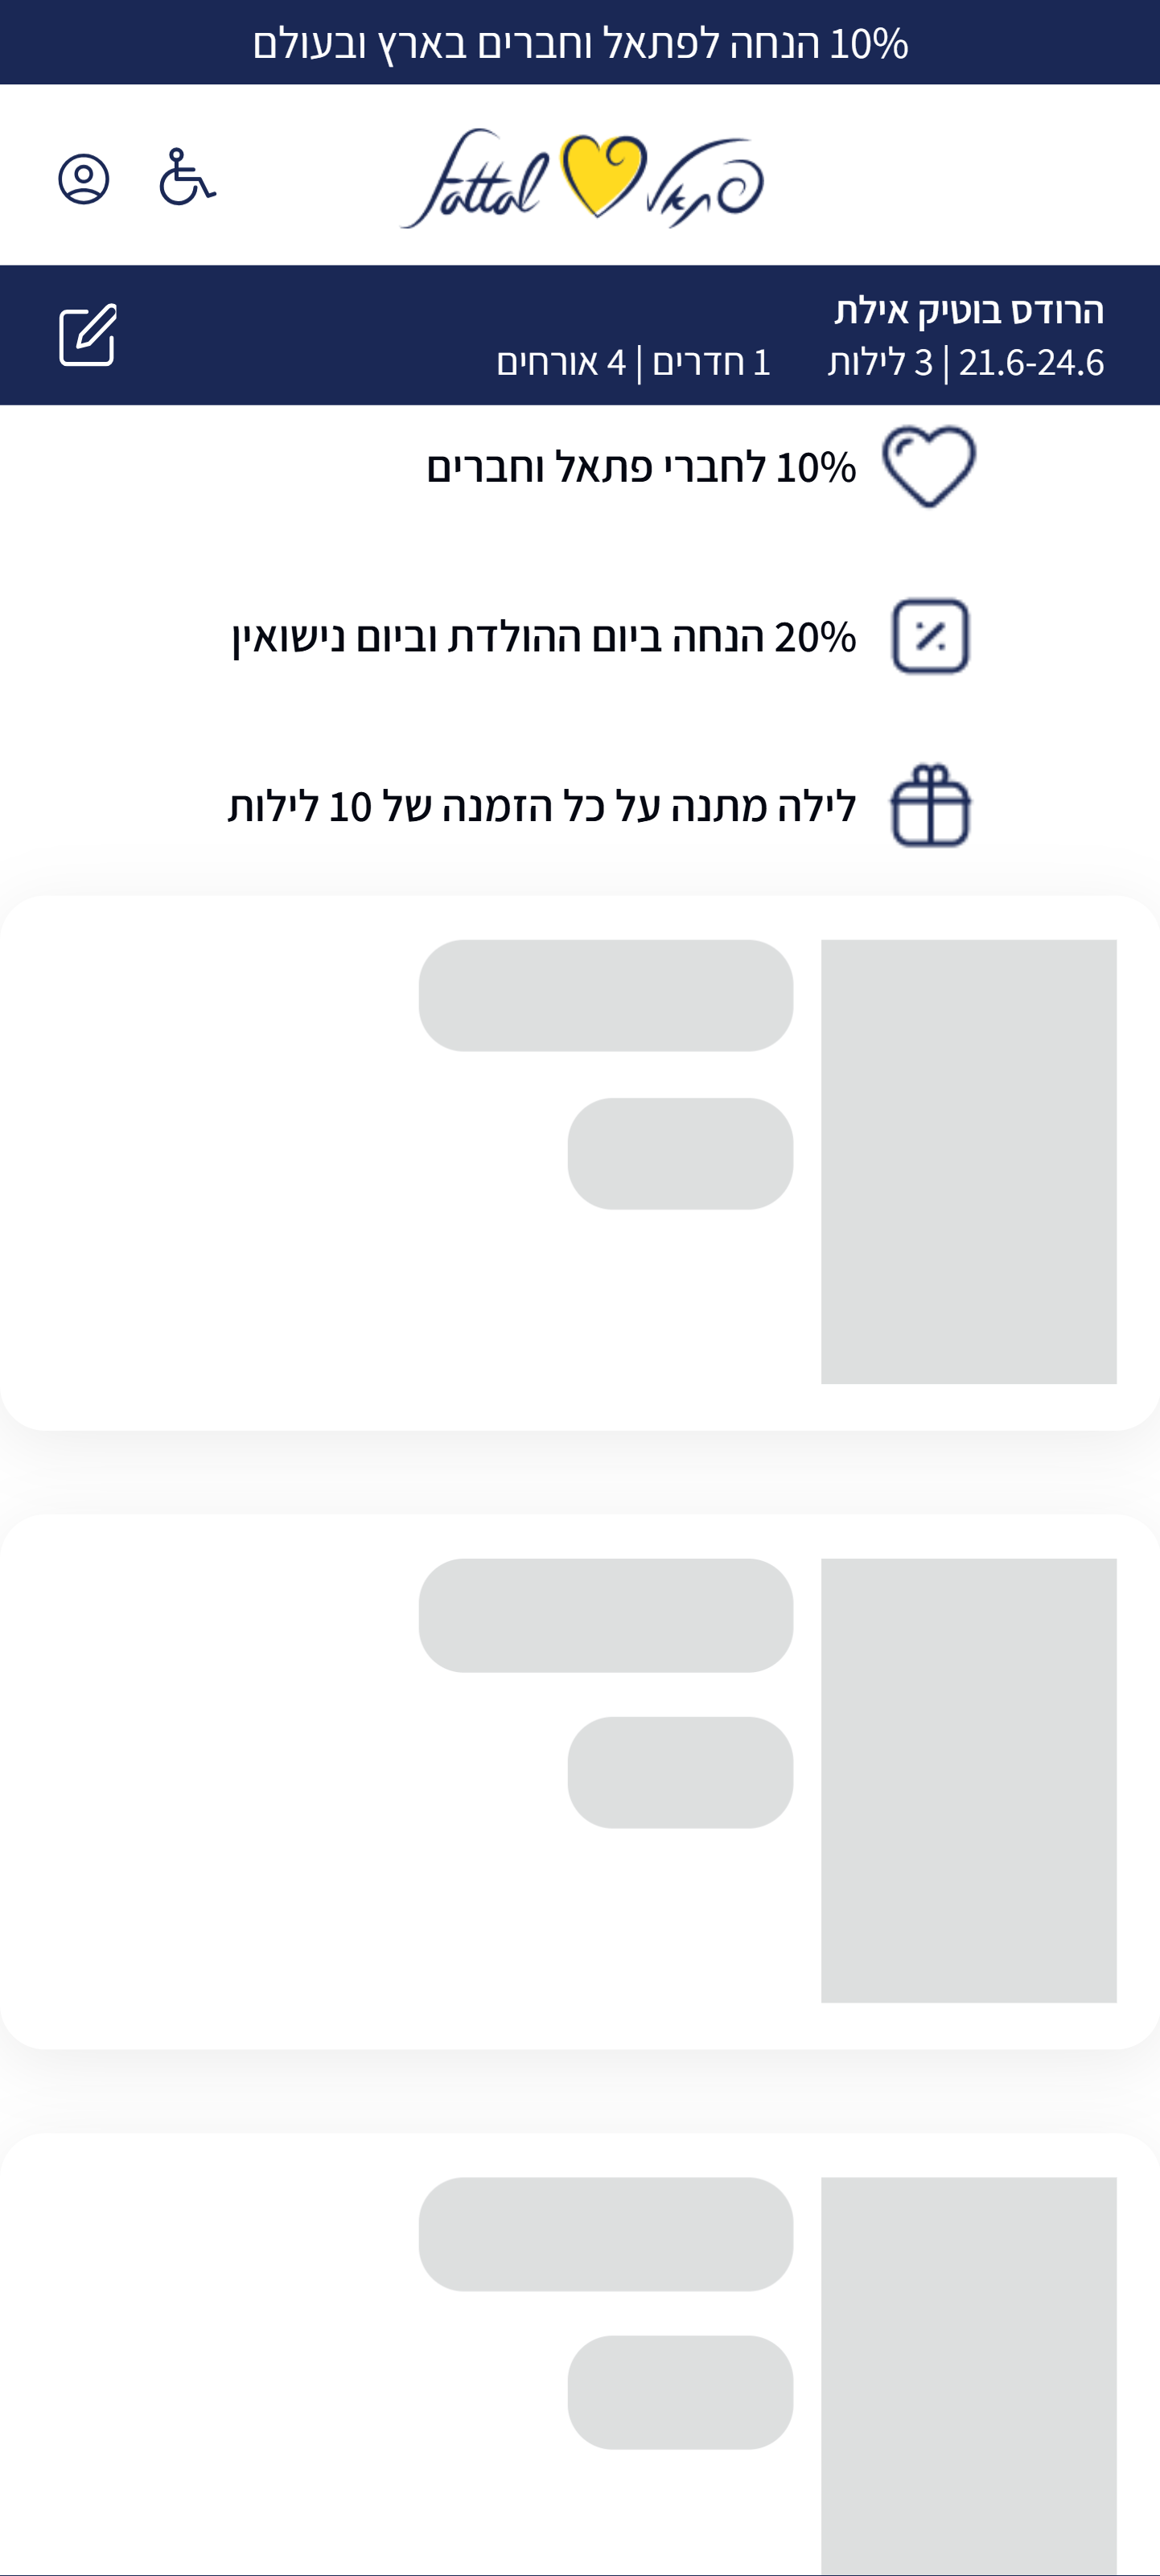 10% הנחה לפתאל וחברים בארץ ובעולם
פתאל fattal
הרודס בוטיק אילת
21.6-24.6 | 3 לילות 1 חדרים | 4 אורחים
10% לחברי פתאל וחברים
20% הנחה ביום ההולדת וביום נישואין
לילה מתנה על כל הזמנה של 10 לילות